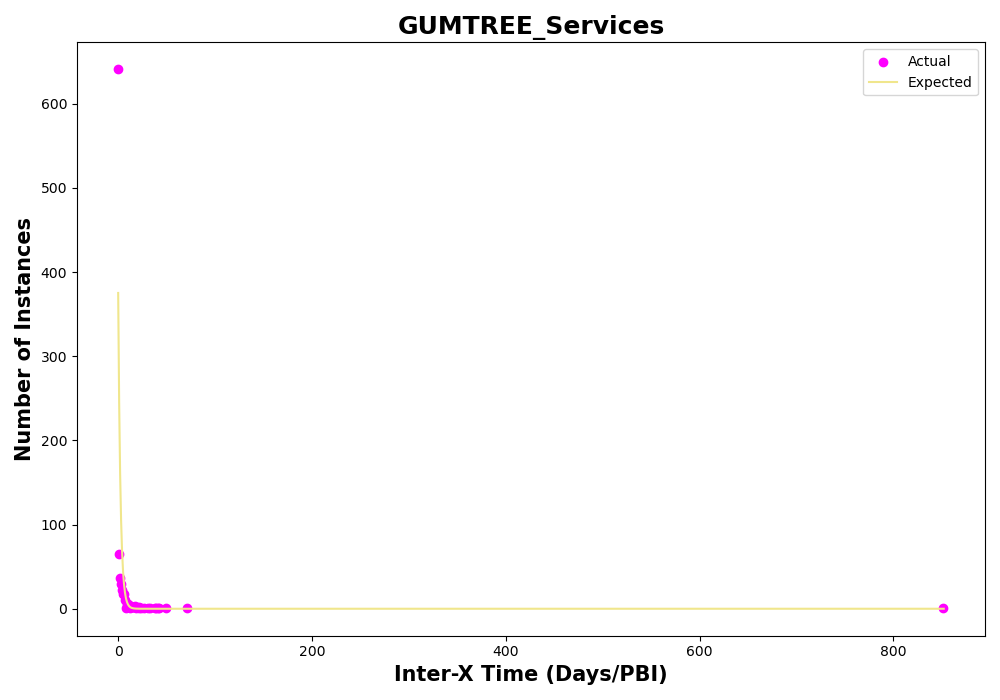 GUMTREE_Services
Actual
Expected
Number of Instances
600
500
400
300
200
100
0
0 200 400 600 800
Inter-X Time (Days/PBI)